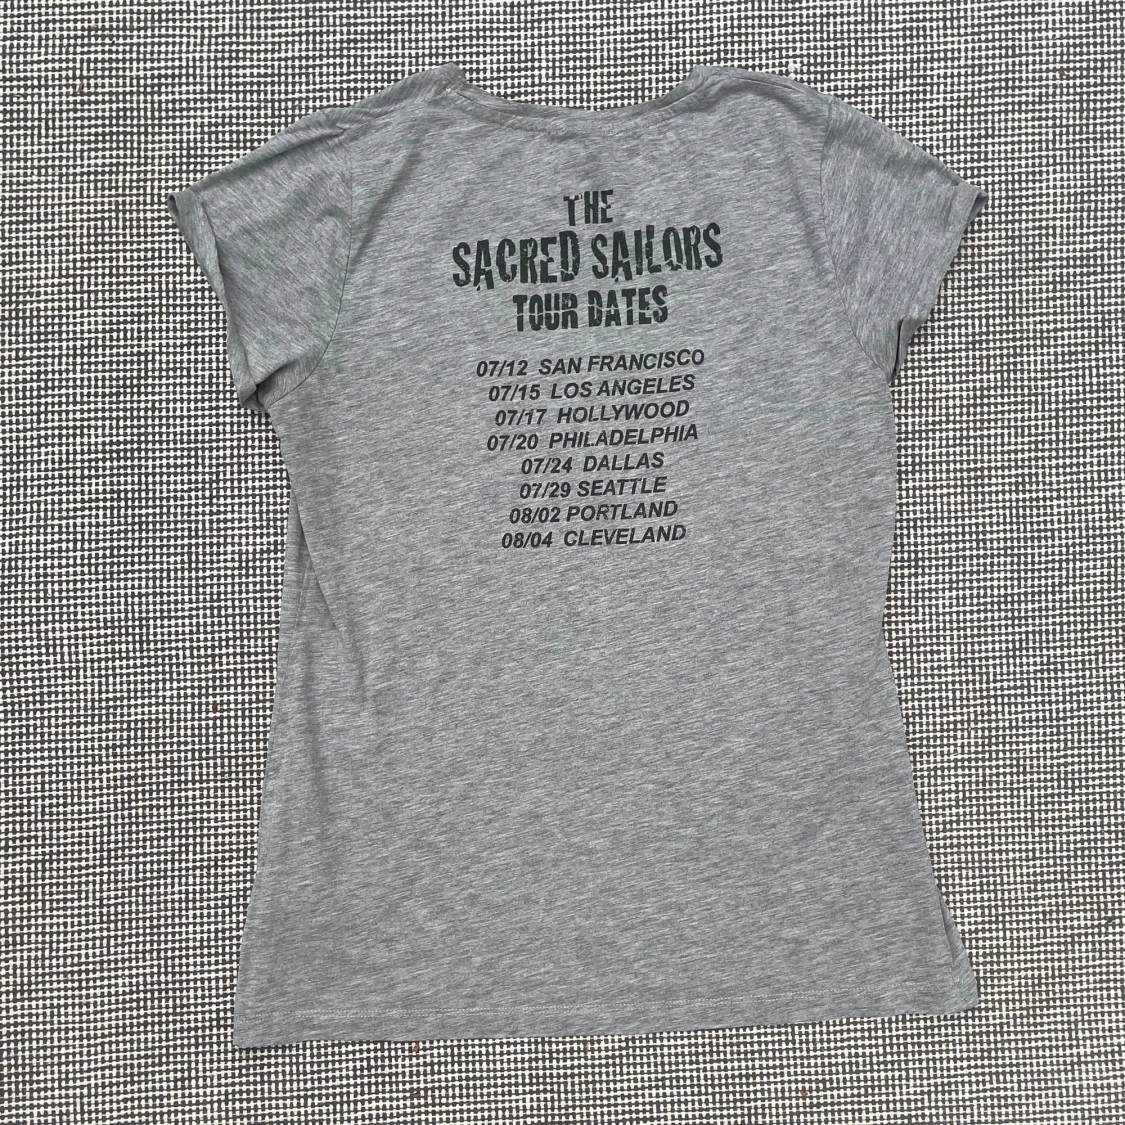 THE
SACRED SAILORS
TOUR DATES
07/12 SAN FRANCISCO
07/15 LOS ANGELES
07/17 HOLLYWOOD
07/20 PHILADELPHIA
07/24 DALLAS
07/29 SEATTLE
08/02 PORTLAND
08/04 CLEVELAND